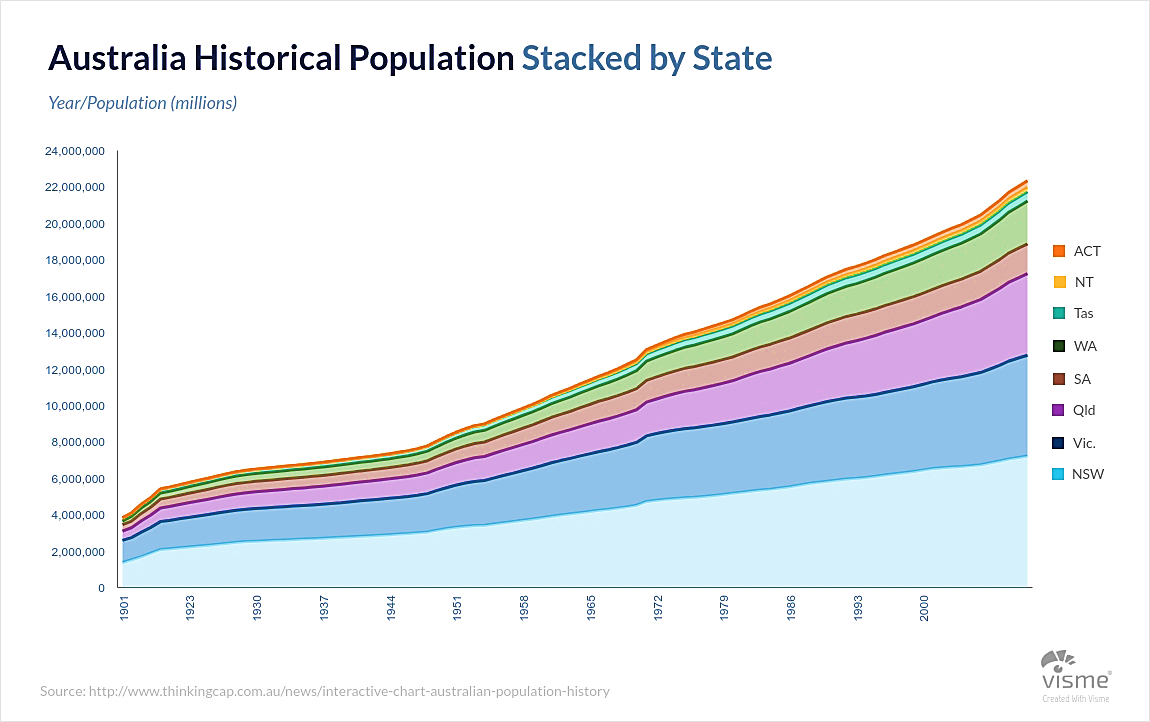 Australia Historical Population Stacked by State
Year/Population (millions)
24,000,000
22,000,000
20,000,000
18,000,000
16,000,000
14,000,000
12,000,000
10,000,000
8,000,000
6,000,000
4,000,000
2,000,000
0
1901
1923
1930
1937
1944
1951
1958
1965
1972
1979
1986
1993
2000
ACT
NT
Tas
WA
SA
Qld
Vic.
NSW
Source: http://www.thinkingcap.com.au/news/interactive-chart-australian-population-history
visme®
Created With Visme